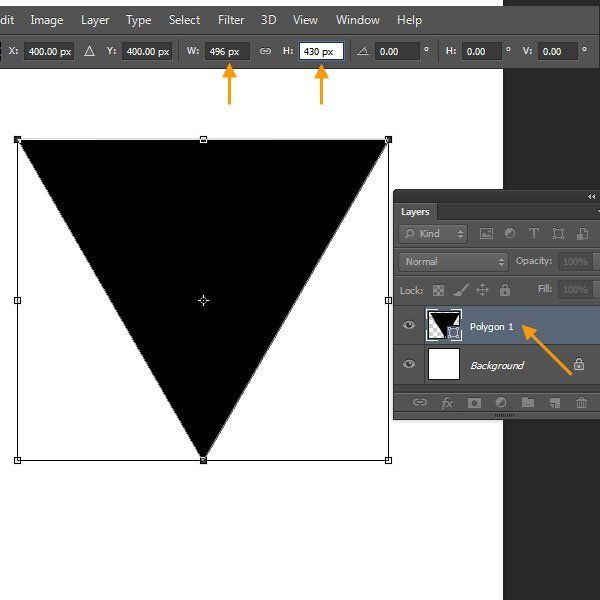 dit Image Layer Type Select Filter 3D View Window Help
X: 400.00 px Y: 400.00 px W: 496 px H: 430 px 0.00 ° H: 0.00 ° V: 0.00 °
Layers
Kind T
Normal Opacity: 100%
Lock: Fill: 100%
Polygon 1
Background
fx